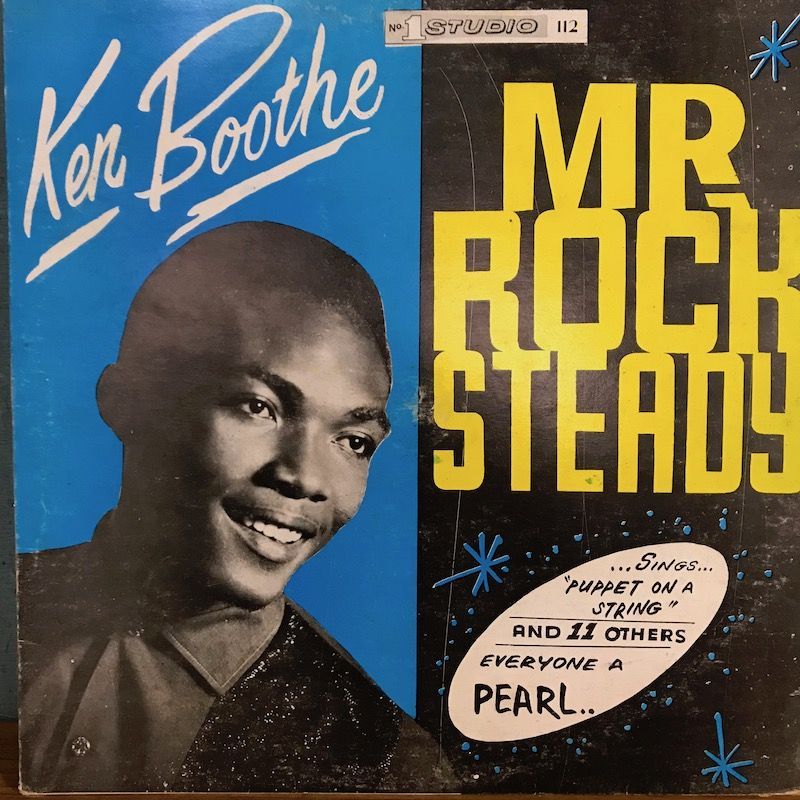 No. 1 STUDIO 112
Ken Boothe
MR.
ROCK
STEADY
...SINGS...
"PUPPET ON A
STRING"
AND 11 OTHERS
EVERYONE A
PEARL..